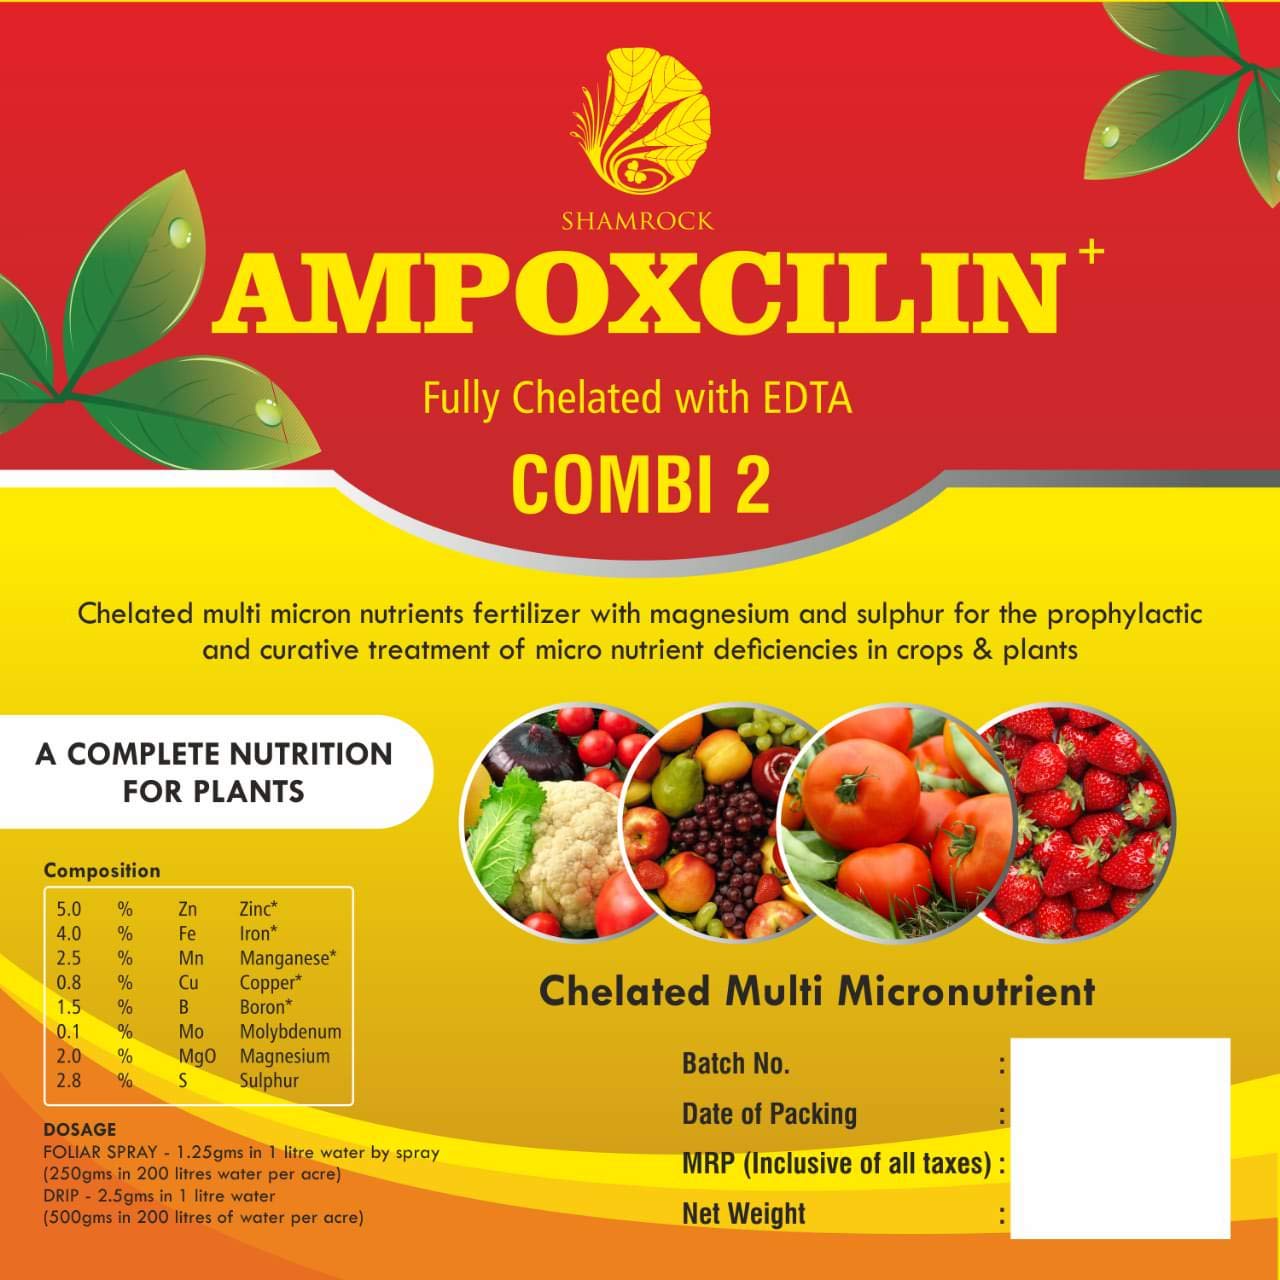 SHAMROCK
AMPOXCILIN+
Fully Chelated with EDTA
COMBI 2
Chelated multi micron nutrients fertilizer with magnesium and sulphur for the prophylactic
and curative treatment of micro nutrient deficiencies in crops & plants
A COMPLETE NUTRITION
FOR PLANTS
Composition
5.0 % Zn Zinc*
4.0 % Fe Iron*
2.5 % Mn Manganese*
0.8 % Cu Copper*
1.5 % B Boron*
0.1 % Mo Molybdenum
2.0 % MgO Magnesium
2.8 % S Sulphur
DOSAGE
FOLIAR SPRAY - 1.25gms in 1 litre water by spray
(250gms in 200 litres water per acre)
DRIP - 2.5gms in 1 litre water
(500gms in 200 litres of water per acre)
Chelated Multi Micronutrient
Batch No. :
Date of Packing :
MRP (Inclusive of all taxes) :
Net Weight :